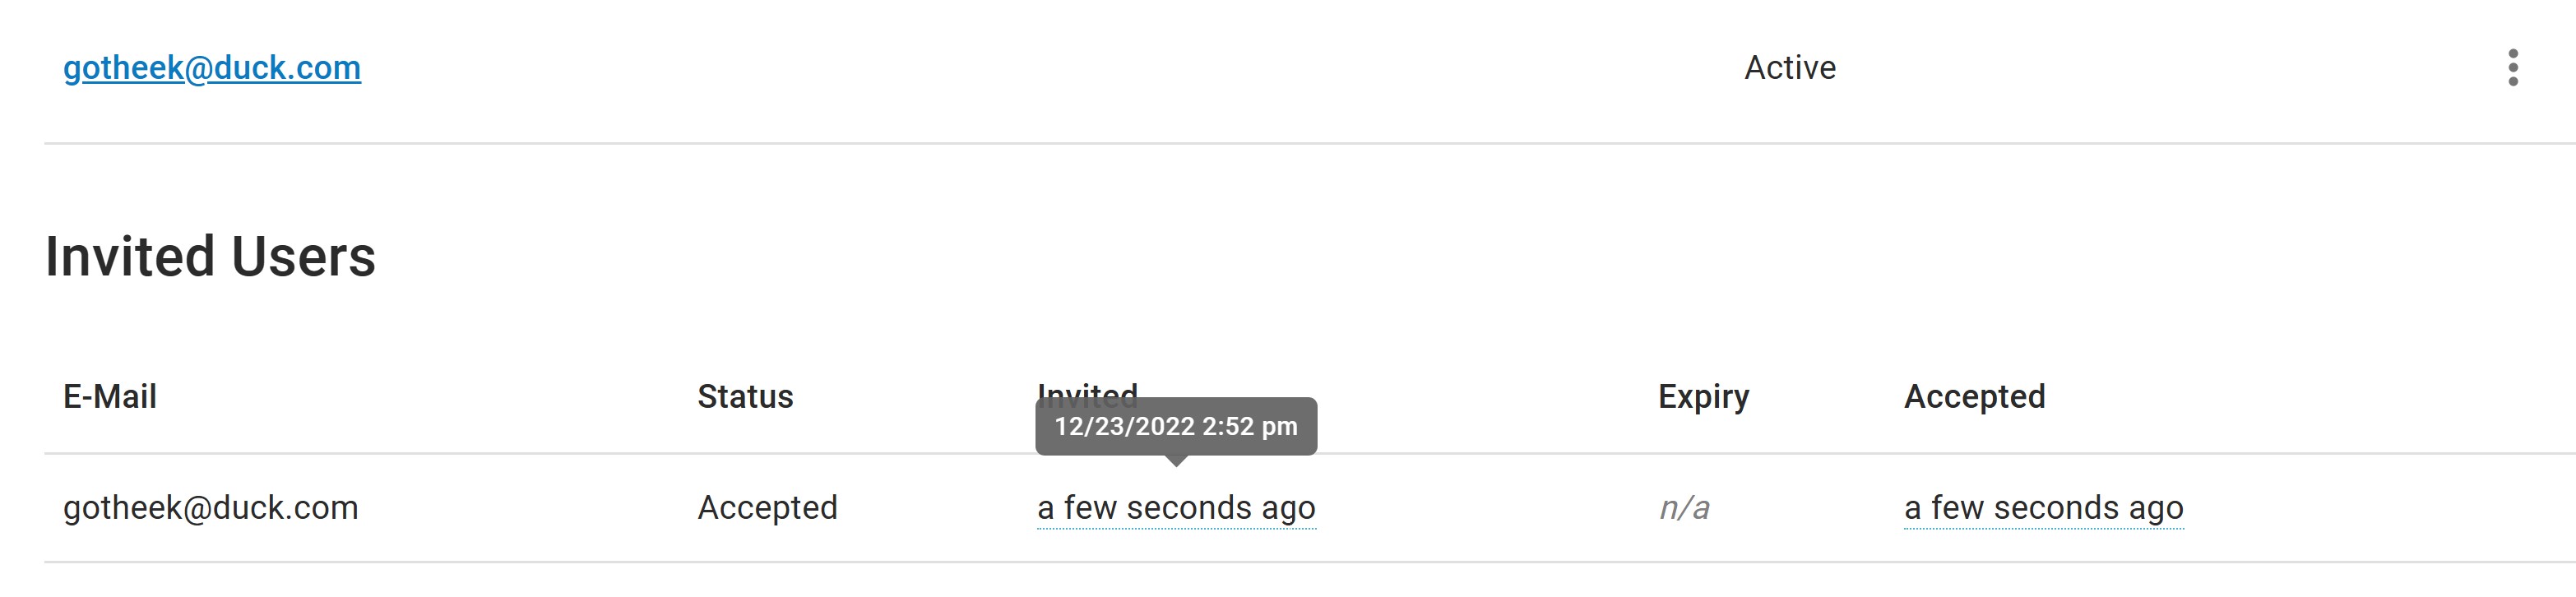 gotheek@duck.com Active
Invited Users
E-Mail Status Invited Expiry Accepted
12/23/2022 2:52 pm
gotheek@duck.com Accepted a few seconds ago n/a a few seconds ago